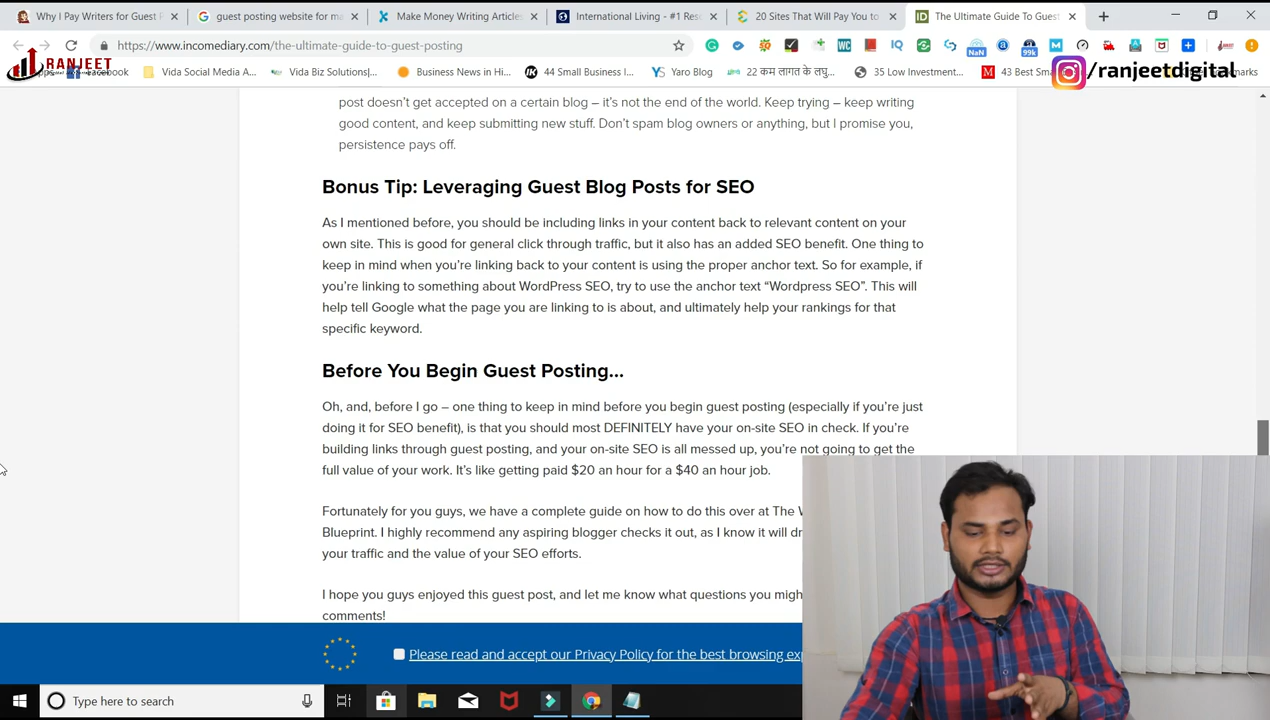 Why I Pay Writers for Guest
guest posting website for ma
Make Money Writing Articles
International Living - #1 Res
20 Sites That Will Pay You to
The Ultimate Guide To Guest
https://www.incomediary.com/the-ultimate-guide-to-guest-posting
NaN
99k
RANJEET
Facebook
Vida Social Media A...
Vida Biz Solutions|...
Business News in Hi...
44 Small Business I...
Yaro Blog
22 कम लागत के लघु...
35 Low Investment...
43 Best Sma
/ranjeetdigital
post doesn't get accepted on a certain blog – it's not the end of the world. Keep trying – keep writing
good content, and keep submitting new stuff. Don't spam blog owners or anything, but I promise you,
persistence pays off.
Bonus Tip: Leveraging Guest Blog Posts for SEO
As I mentioned before, you should be including links in your content back to relevant content on your
own site. This is good for general click through traffic, but it also has an added SEO benefit. One thing to
keep in mind when you're linking back to your content is using the proper anchor text. So for example, if
you're linking to something about WordPress SEO, try to use the anchor text “Wordpress SEO”. This will
help tell Google what the page you are linking to is about, and ultimately help your rankings for that
specific keyword.
Before You Begin Guest Posting...
Oh, and, before I go – one thing to keep in mind before you begin guest posting (especially if you're just
doing it for SEO benefit), is that you should most DEFINITELY have your on-site SEO in check. If you're
building links through guest posting, and your on-site SEO is all messed up, you're not going to get the
full value of your work. It's like getting paid $20 an hour for a $40 an hour job.
Fortunately for you guys, we have a complete guide on how to do this over at The W
Blueprint. I highly recommend any aspiring blogger checks it out, as I know it will dr
your traffic and the value of your SEO efforts.
I hope you guys enjoyed this guest post, and let me know what questions you migh
comments!
Please read and accept our Privacy Policy for the best browsing exp
Type here to search